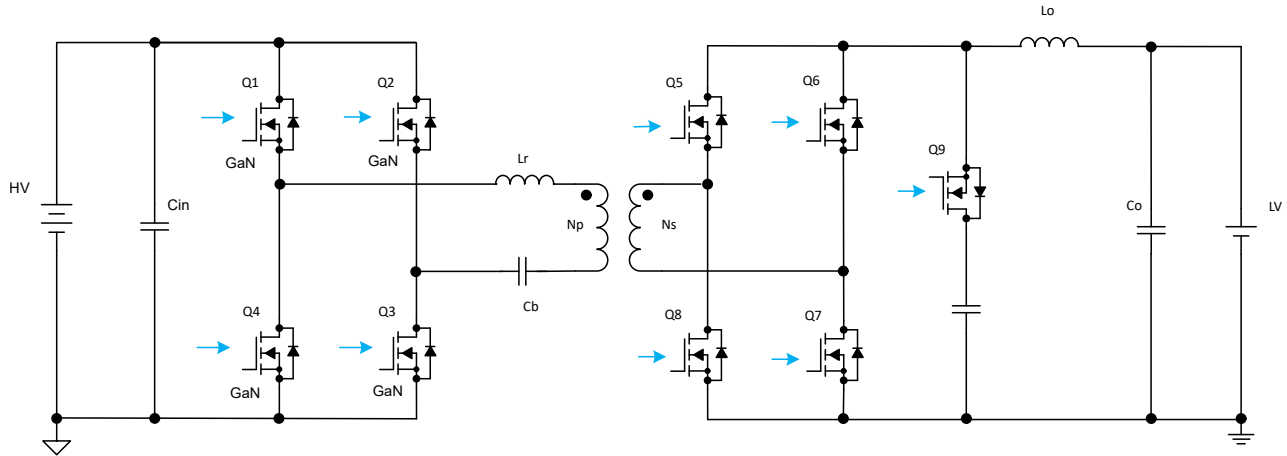 Lo
Q1
Q2
Q5
Q6
GaN
GaN
Lr
Q9
HV
Cin
Np
Ns
Co
LV
Cb
Q4
Q3
Q8
Q7
GaN
GaN